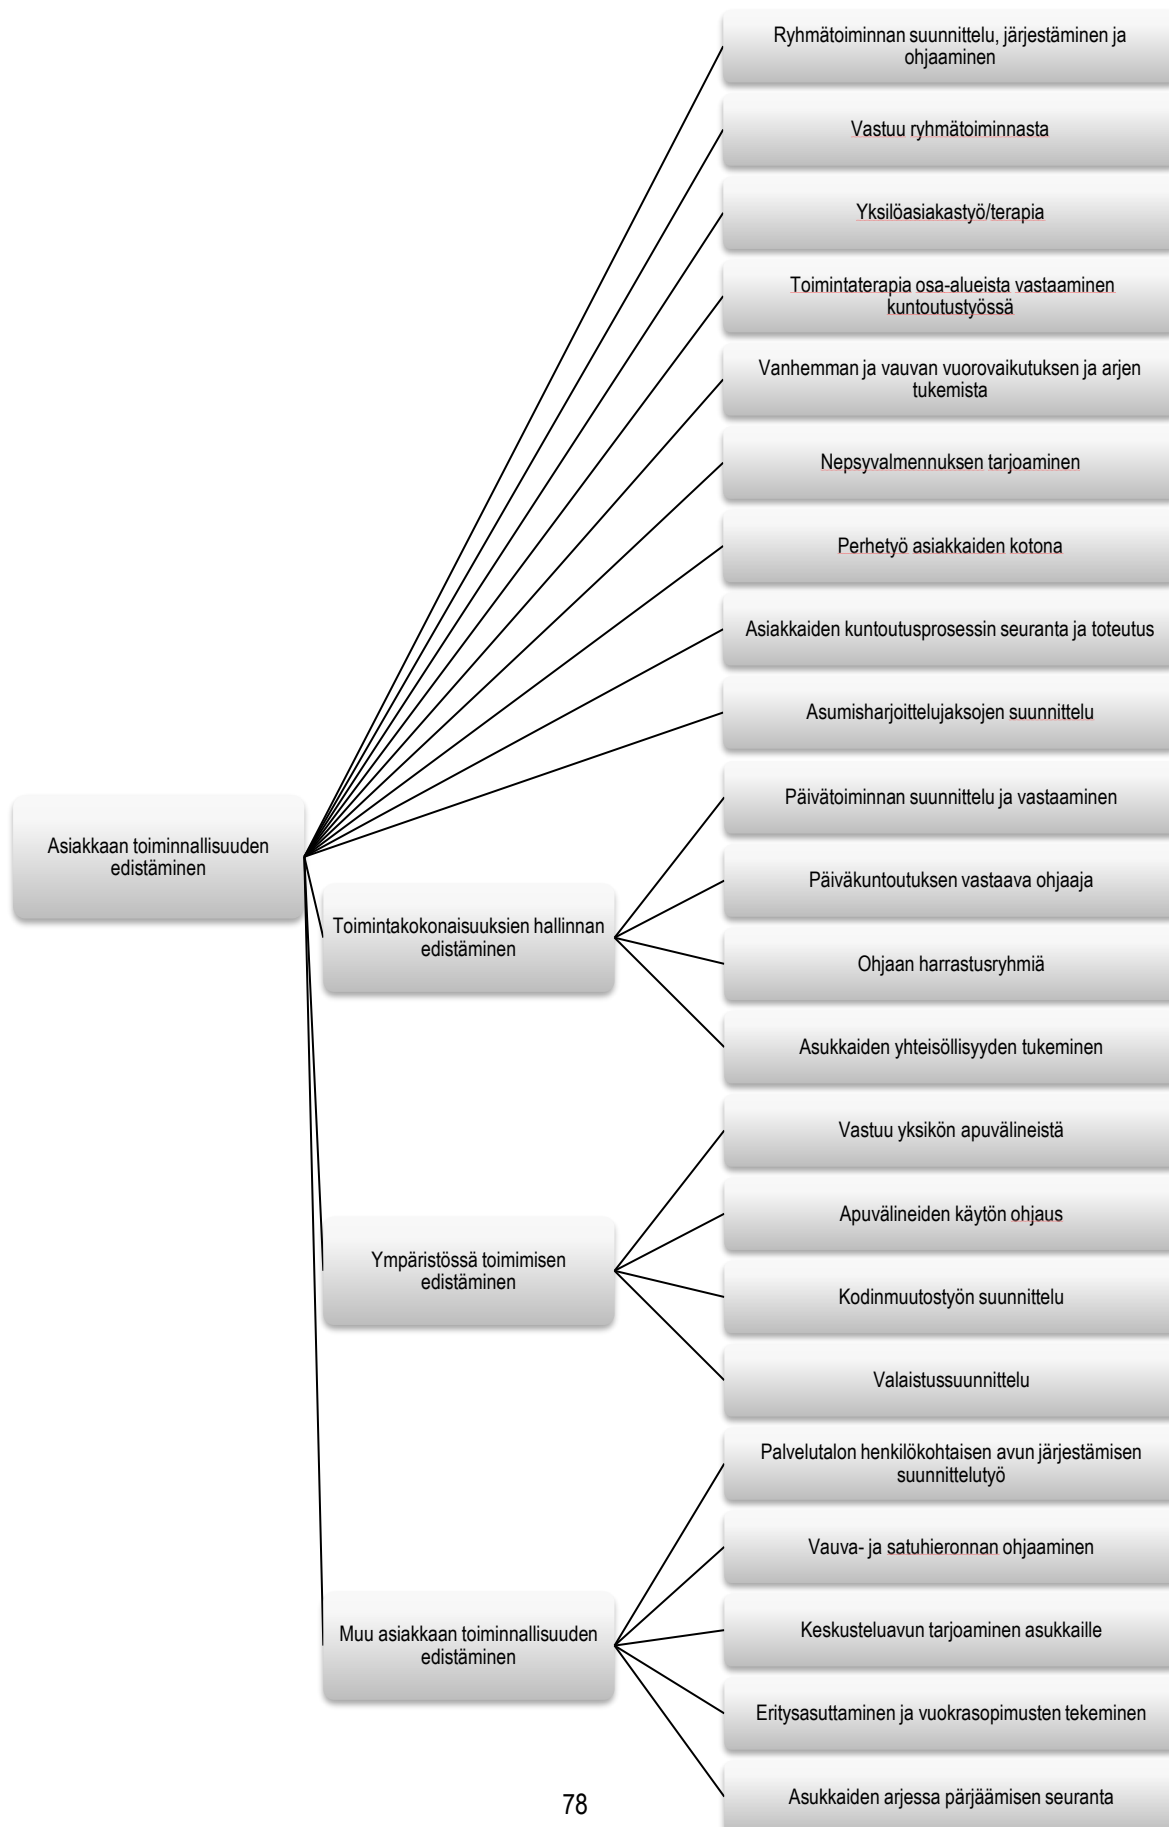 Ryhmätoiminnan suunnittelu, järjestäminen ja
ohjaaminen
Vastuu ryhmätoiminnasta
Yksilöasiakastyö/terapia
Toimintaterapia osa-alueista vastaaminen
kuntoutustyössä
Vanhemman ja vauvan vuorovaikutuksen ja arjen
tukemista
Nepsyvalmennuksen tarjoaminen
Perhetyö asiakkaiden kotona
Asiakkaiden kuntoutusprosessin seuranta ja toteutus
Asumisharjoittelujaksojen suunnittelu
Asiakkaan toiminnallisuuden
edistäminen
Toimintakokonaisuuksien hallinnan
edistäminen
Päivätoiminnan suunnittelu ja vastaaminen
Päiväkuntoutuksen vastaava ohjaaja
Ohjaan harrastusryhmiä
Asukkaiden yhteisöllisyyden tukeminen
Ympäristössä toimimisen
edistäminen
Vastuu yksikön apuvälineistä
Apuvälineiden käytön ohjaus
Kodinmuutostyön suunnittelu
Valaistussuunnittelu
Muu asiakkaan toiminnallisuuden
edistäminen
Palvelutalon henkilökohtaisen avun järjestämisen
suunnittelutyö
Vauva- ja satuhieronnan ohjaaminen
Keskusteluavun tarjoaminen asukkaille
Eritysasuttaminen ja vuokrasopimusten tekeminen
Asukkaiden arjessa pärjäämisen seuranta
78